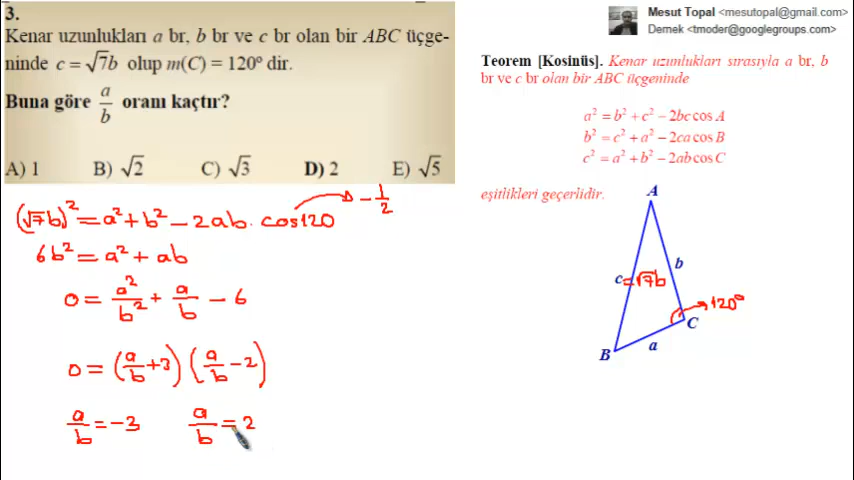 3.
Kenar uzunlukları a br, b br ve c br olan bir ABC üçge-
ninde c = √7b olup m(C) = 120° dir.
Buna göre a/b oranı kaçtır?
A) 1 B) √2 C) √3 D) 2 E) √5
(√7b)² = a² + b² − 2ab · cos120 → −1/2
6b² = a² + ab
0 = a²/b² + a/b − 6
0 = (a/b + 3) (a/b − 2)
a/b = −3 a/b = 2
Mesut Topal <mesutopal@gmail.com>
Dernek <tmoder@googlegroups.com>
Teorem [Kosinüs]. Kenar uzunlukları sırasıyla a br, b
br ve c br olan bir ABC üçgeninde
a² = b² + c² − 2bc cos A
b² = c² + a² − 2ca cos B
c² = a² + b² − 2ab cos C
eşitlikleri geçerlidir.
A
b
c = √7b
120°
C
a
B